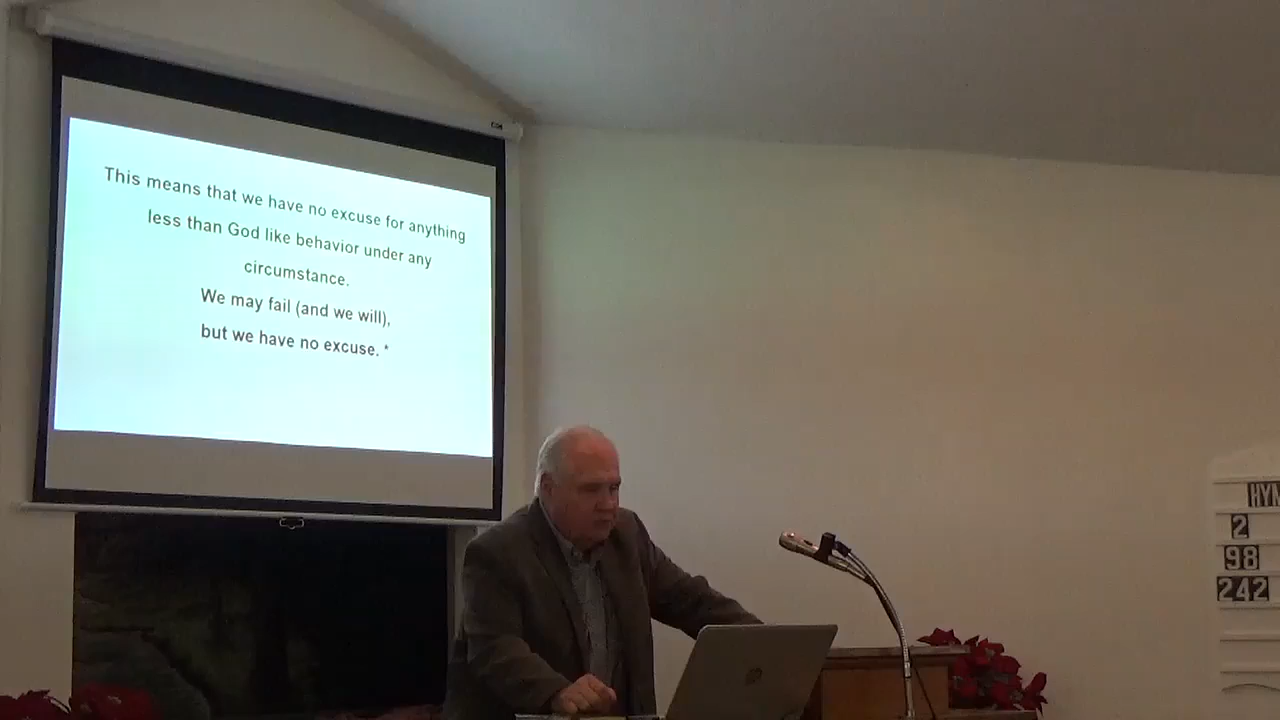 This means that we have no excuse for anything
less than God like behavior under any
circumstance.
We may fail (and we will),
but we have no excuse. *
2
98
242